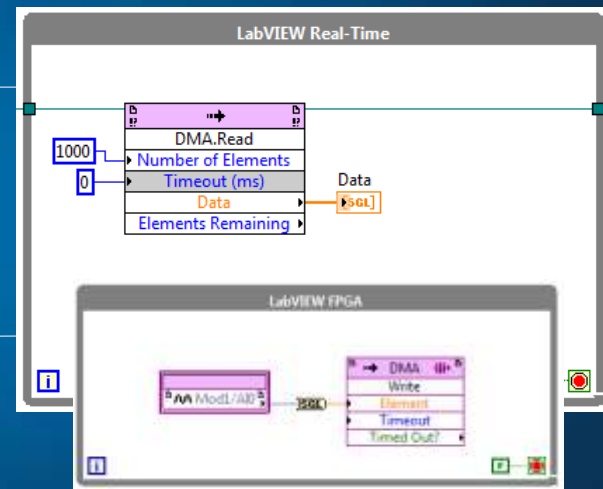 LabVIEW Real-Time
DMA.Read
1000
Number of Elements
0
Timeout (ms)
Data
Data
[SGL]
Elements Remaining
LabVIEW FPGA
DMA
Write
Mod1/AI0
SGL
Element
Timeout
Timed Out?
i
i
F